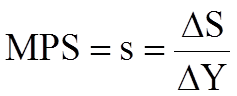 MPS = s = ΔS/ΔY